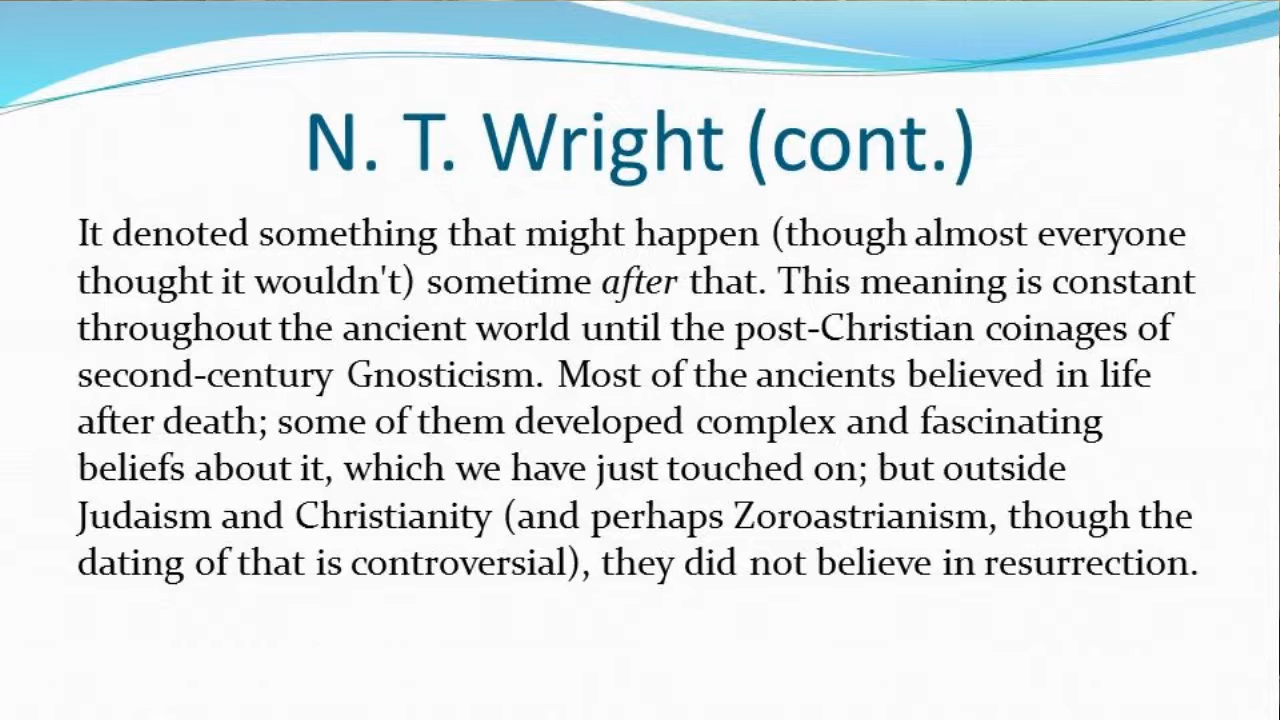 N. T. Wright (cont.)
It denoted something that might happen (though almost everyone
thought it wouldn't) sometime after that. This meaning is constant
throughout the ancient world until the post-Christian coinages of
second-century Gnosticism. Most of the ancients believed in life
after death; some of them developed complex and fascinating
beliefs about it, which we have just touched on; but outside
Judaism and Christianity (and perhaps Zoroastrianism, though the
dating of that is controversial), they did not believe in resurrection.